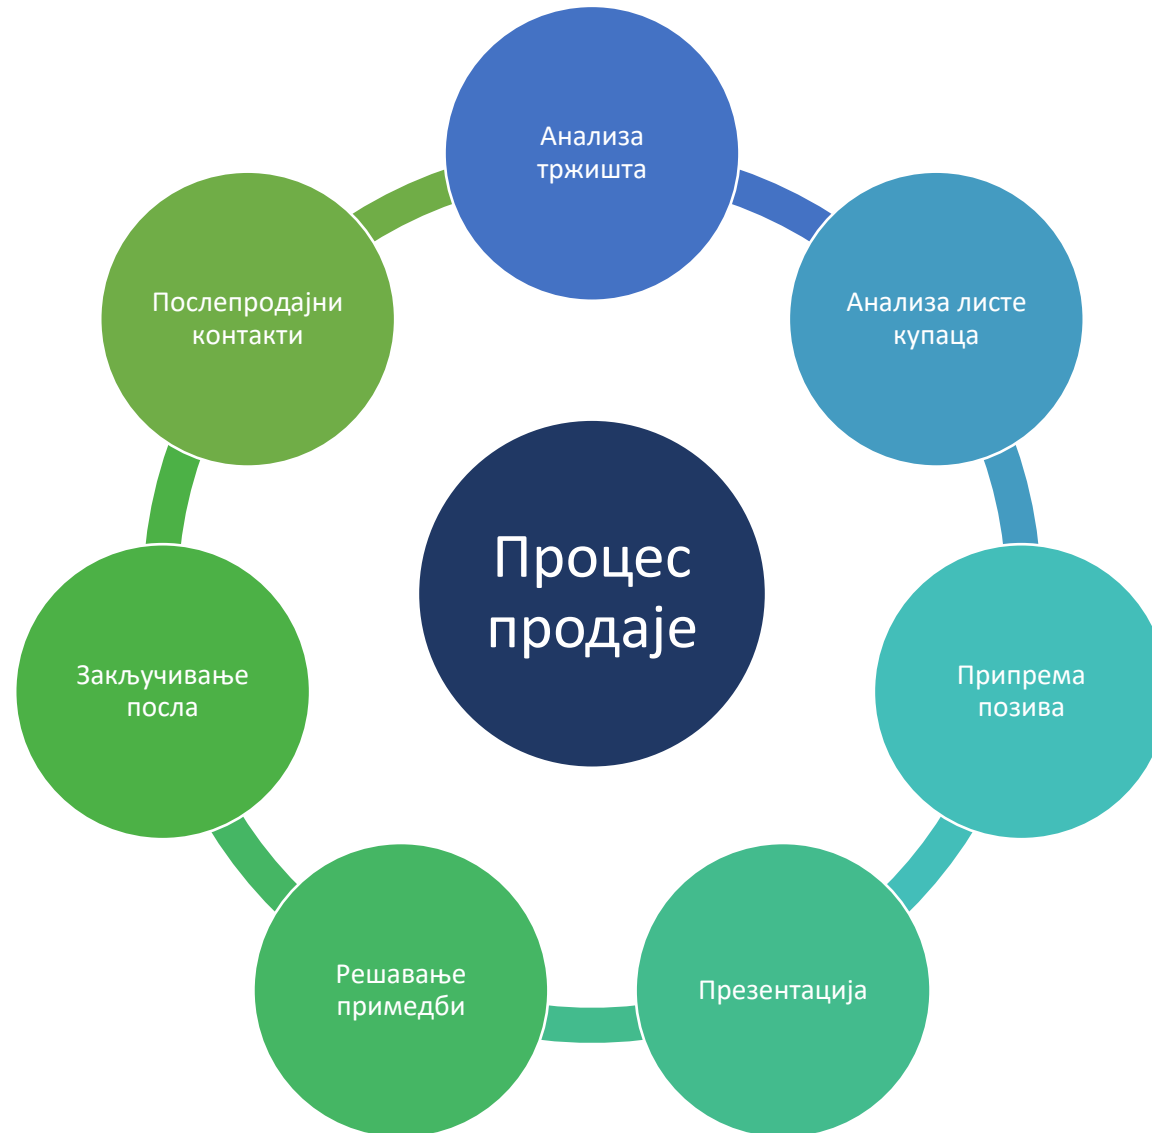 Анализа
тржишта
Анализа листе
купаца
Припрема
позива
Презентација
Решавање
примедби
Закључивање
посла
Послепродајни
контакти
Процес
продаје